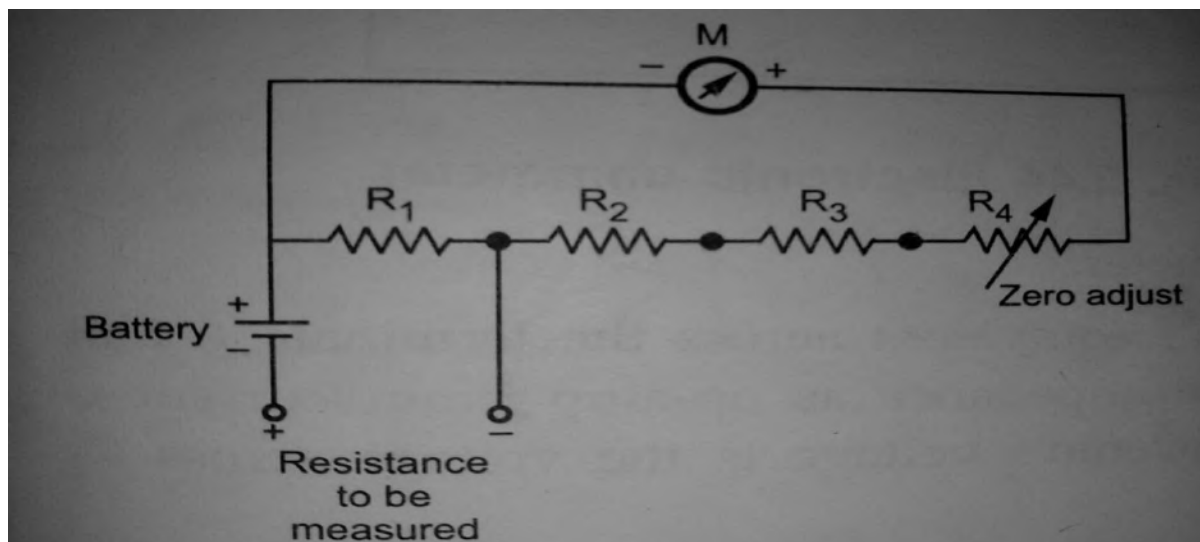 M
− +
R1 R2 R3 R4
Zero adjust
+
Battery
−
+ −
Resistance
to be
measured